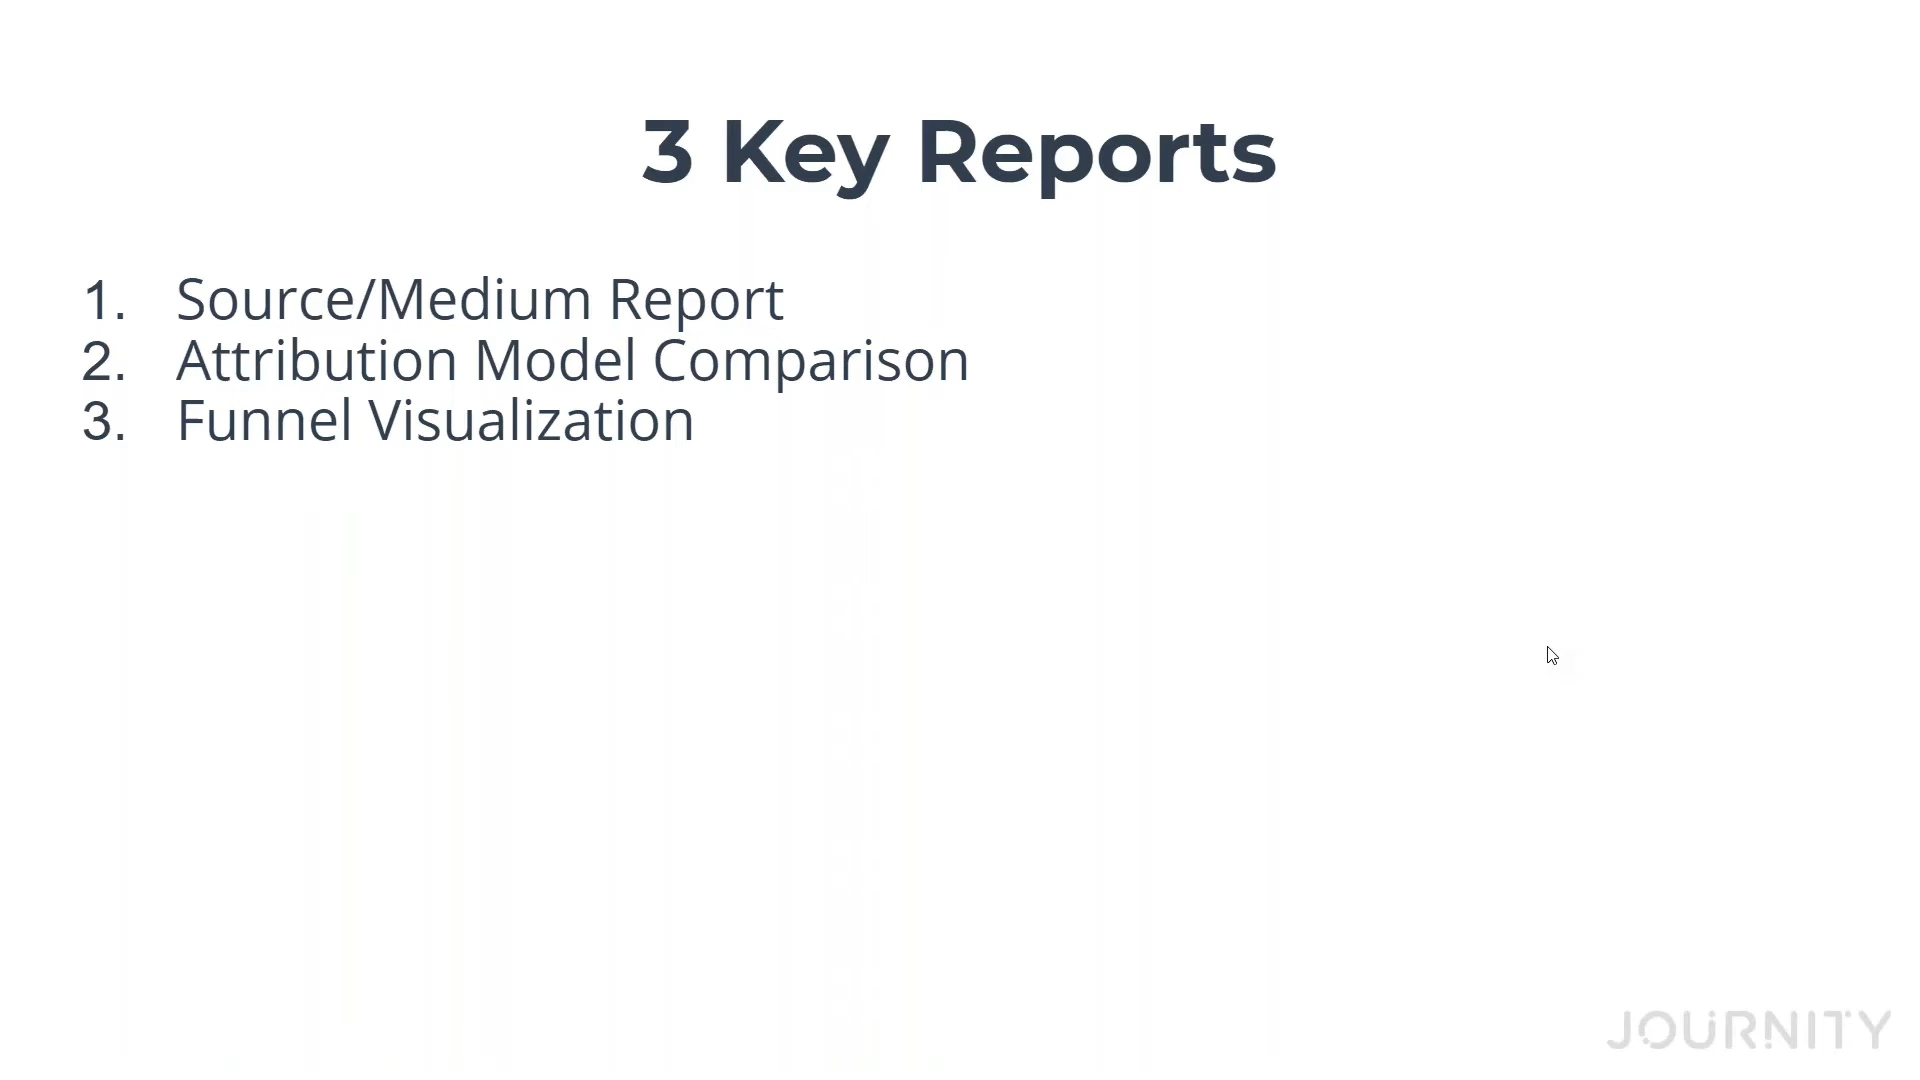 3 Key Reports
1. Source/Medium Report
2. Attribution Model Comparison
3. Funnel Visualization
JOURNITY